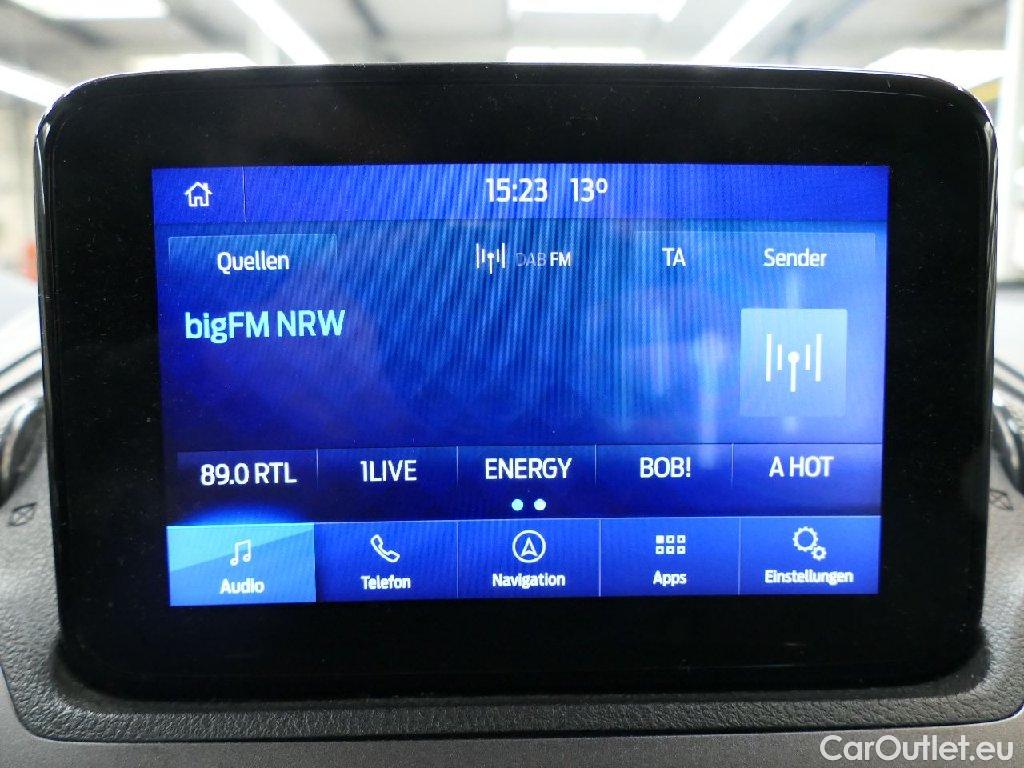 15:23 13°
Quellen DAB FM TA Sender
bigFM NRW
89.0 RTL 1LIVE ENERGY BOB! A HOT
Audio Telefon Navigation Apps Einstellungen
CarOutlet.eu